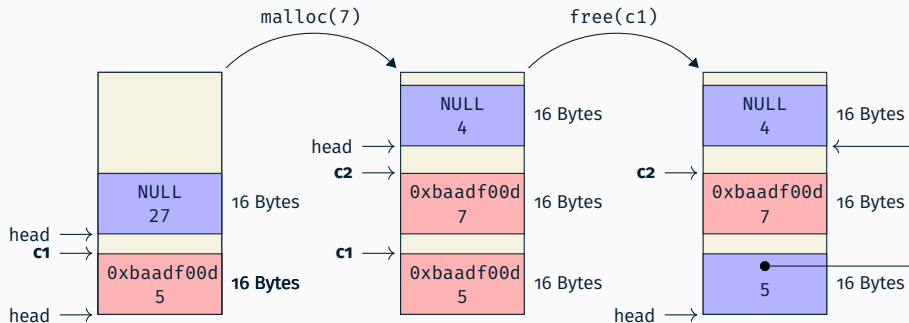 malloc(7)
free(c1)
NULL
27
16 Bytes
head
c1
0xbaadf00d
5
16 Bytes
head
NULL
4
16 Bytes
head
c2
0xbaadf00d
7
16 Bytes
c1
0xbaadf00d
5
16 Bytes
NULL
4
16 Bytes
c2
0xbaadf00d
7
16 Bytes
5
16 Bytes
head